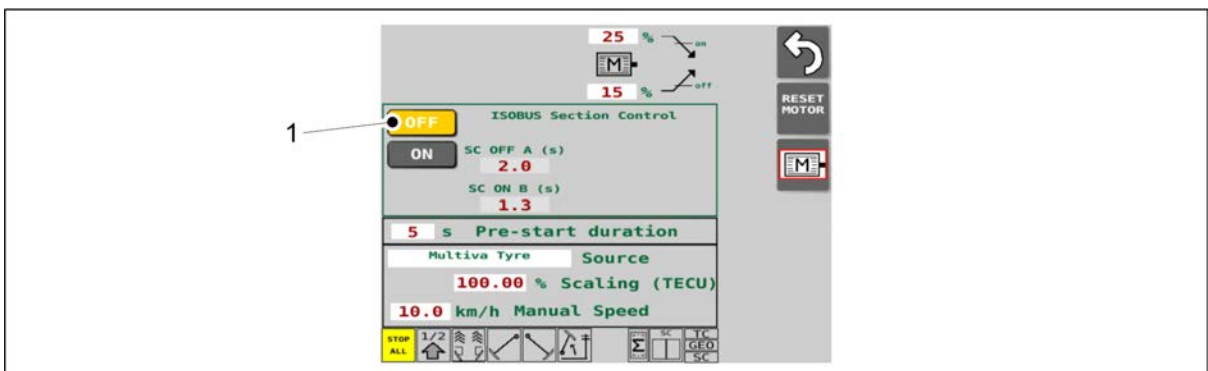 25 %
on
M
15 %
off
RESET
MOTOR
1
OFF
ISOBUS Section Control
ON
SC OFF A (s)
2.0
M
SC ON B (s)
1.3
5 s Pre-start duration
Multiva Tyre Source
100.00 % Scaling (TECU)
10.0 km/h Manual Speed
STOP
ALL
1/2
Σ
SC
TC
GEO
SC